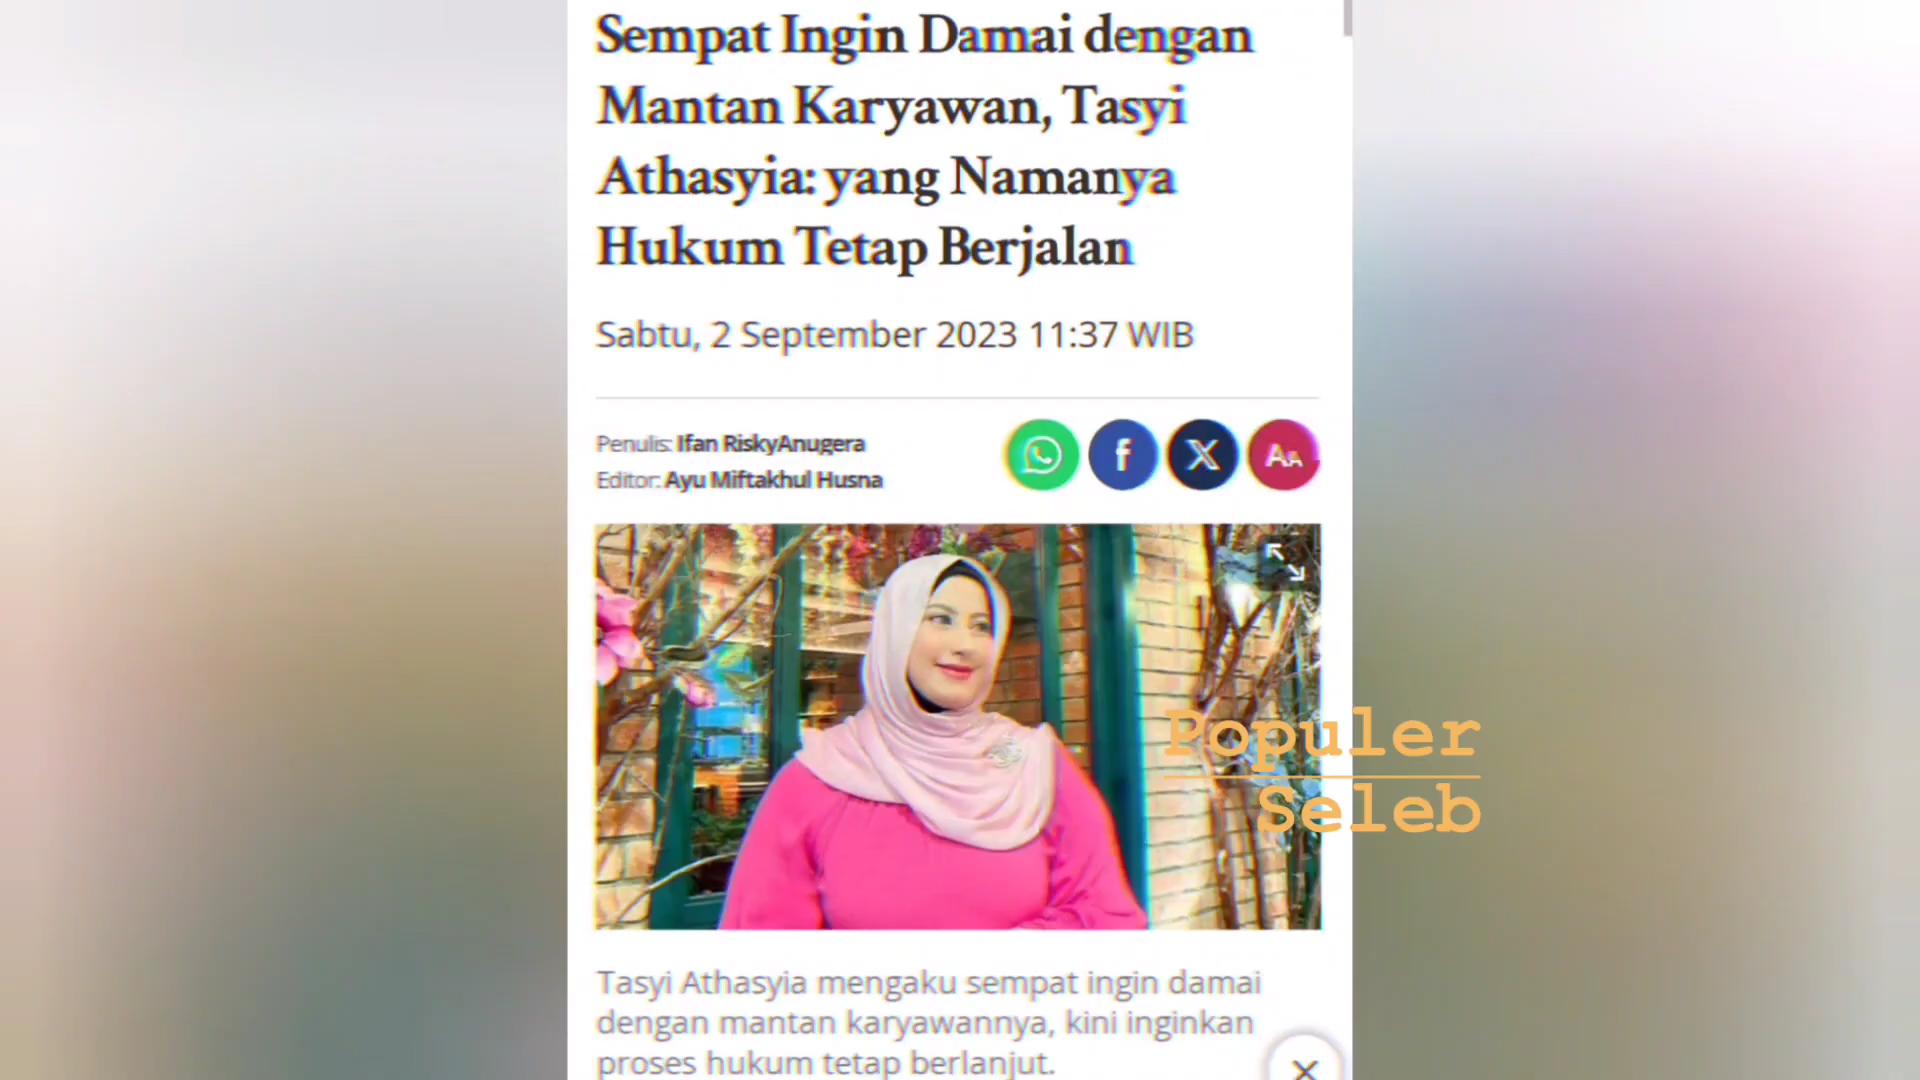 Sempat Ingin Damai dengan
Mantan Karyawan, Tasyi
Athasyia: yang Namanya
Hukum Tetap Berjalan
Sabtu, 2 September 2023 11:37 WIB
Penulis: Ifan RiskyAnugera
Editor: Ayu Miftakhul Husna
f
X
AA
Populer
Seleb
Tasyi Athasyia mengaku sempat ingin damai
dengan mantan karyawannya, kini inginkan
proses hukum tetap berlanjut.